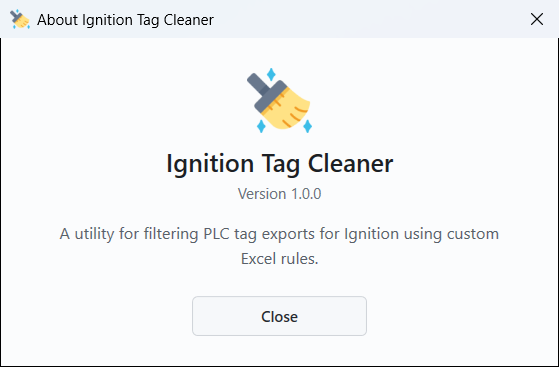 About Ignition Tag Cleaner
Ignition Tag Cleaner
Version 1.0.0
A utility for filtering PLC tag exports for Ignition using custom
Excel rules.
Close